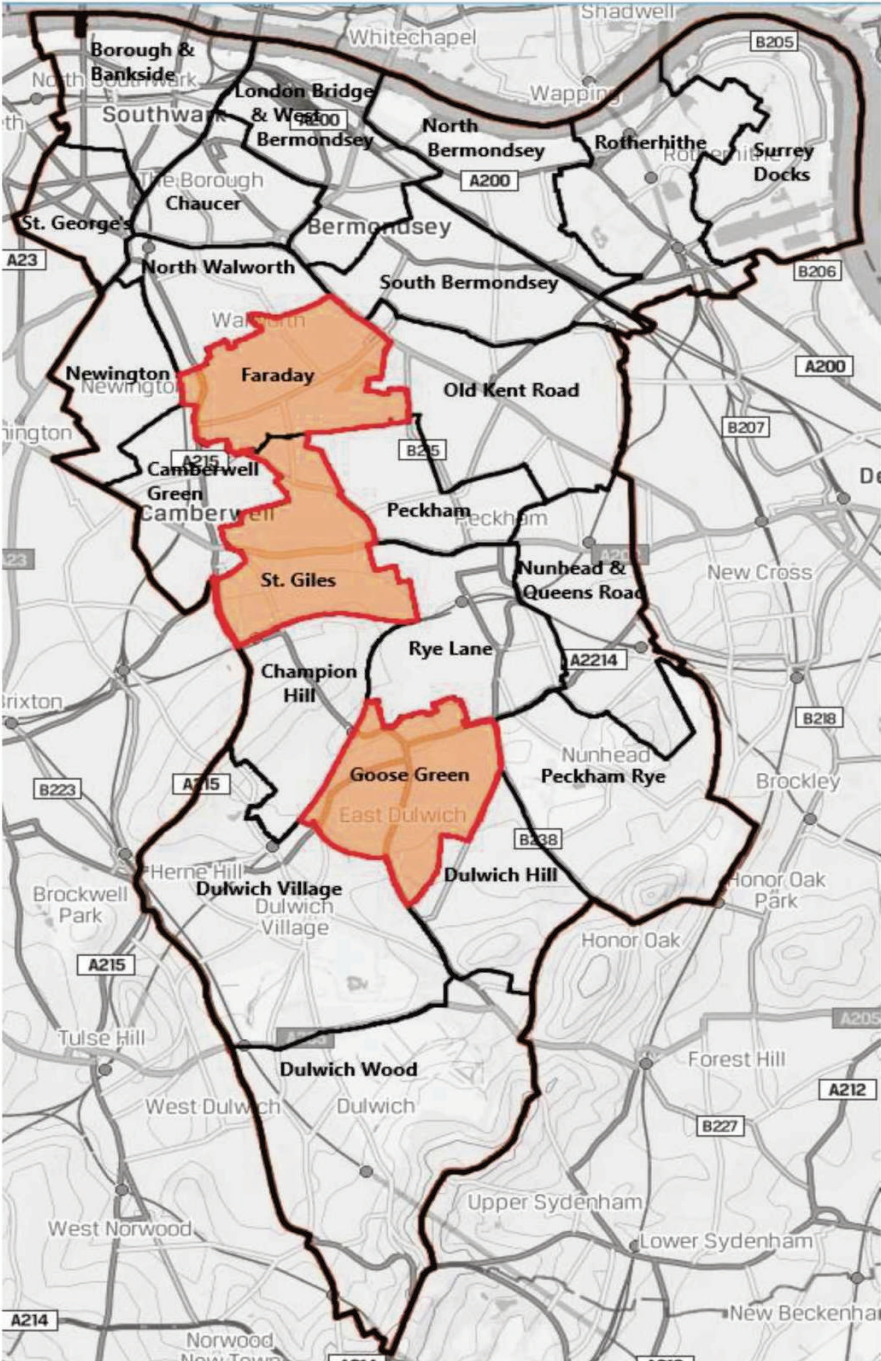 Shadwell
Whitechapel
B205
Borough &
Bankside
North Southwark
Southwark
London Bridge
& West
Bermondsey
A200
Wapping
North
Bermondsey
Rotherhithe
Rotherhithe
Surrey
Docks
A200
The Borough
Chaucer
Bermondsey
St. George's
A23
North Walworth
South Bermondsey
B206
Walworth
Newington
Newington
Faraday
Old Kent Road
A200
B207
A215
Camberwell
Green
Camberwell
B215
Peckham
Peckham
St. Giles
Nunhead &
Queens Road
New Cross
Rye Lane
A2214
Champion
Hill
Brixton
B218
Nunhead
Peckham Rye
Goose Green
East Dulwich
A215
B223
Brockley
B238
Herne Hill
Dulwich Village
Dulwich
Village
Dulwich Hill
Brockwell
Park
Honor Oak
Park
Honor Oak
A215
A205
Tulse Hill
A205
Forest Hill
Dulwich Wood
West Dulwich
Dulwich
A212
B227
Upper Sydenham
West Norwood
Lower Sydenham
A214
Norwood
New Town
New Beckenha